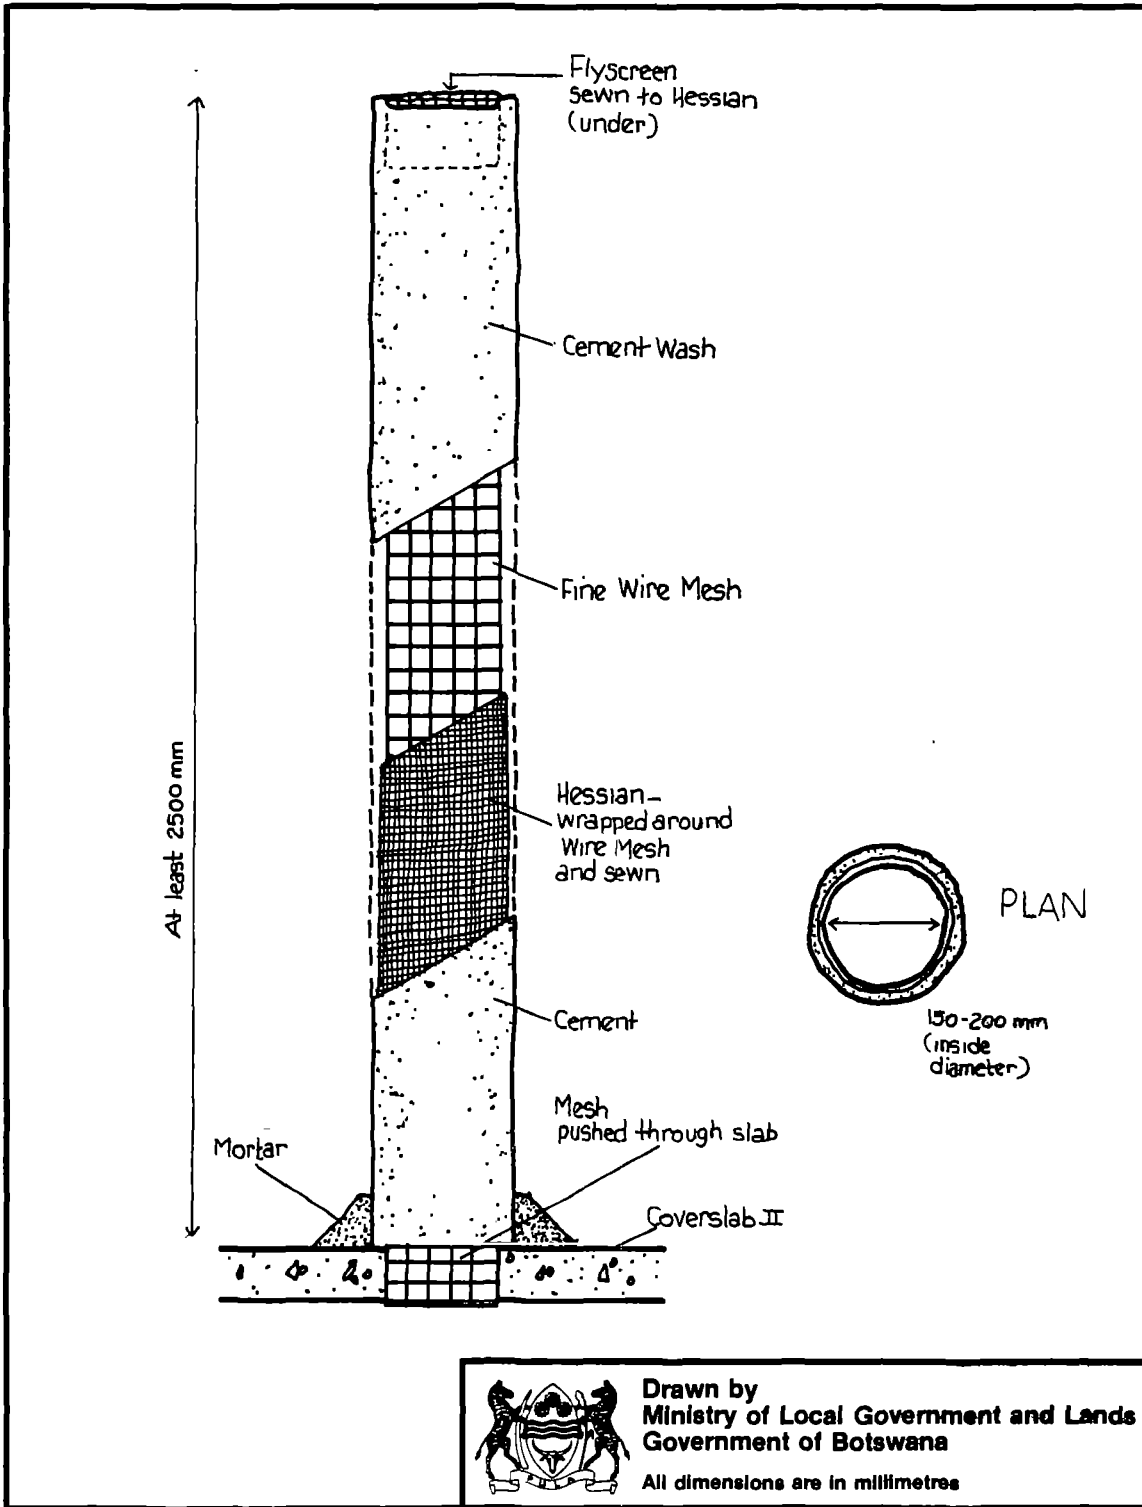 Flyscreen
sewn to Hessian
(under)
Cement Wash
Fine Wire Mesh
At least 2500 mm
Hessian-
wrapped around
Wire Mesh
and sewn
PLAN
150-200 mm
(inside
diameter)
Cement
Mesh
pushed through slab
Mortar
Coverslab II
Drawn by
Ministry of Local Government and Lands
Government of Botswana
All dimensions are in millimetres
PULA